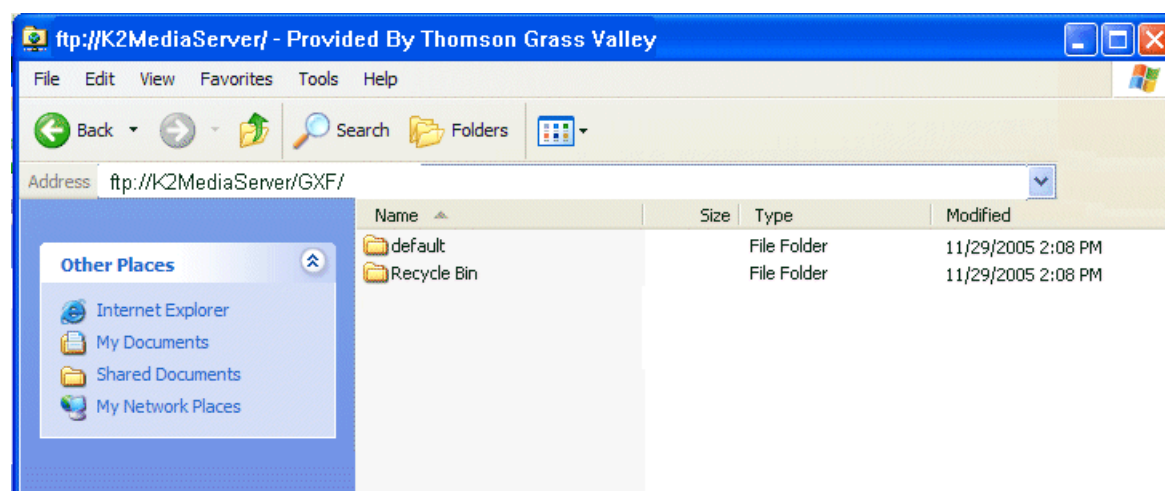 ftp://K2MediaServer/ - Provided By Thomson Grass Valley
File Edit View Favorites Tools Help
Back Search Folders
Address ftp://K2MediaServer/GXF/
Name Size Type Modified
default File Folder 11/29/2005 2:08 PM
Recycle Bin File Folder 11/29/2005 2:08 PM
Other Places
Internet Explorer
My Documents
Shared Documents
My Network Places